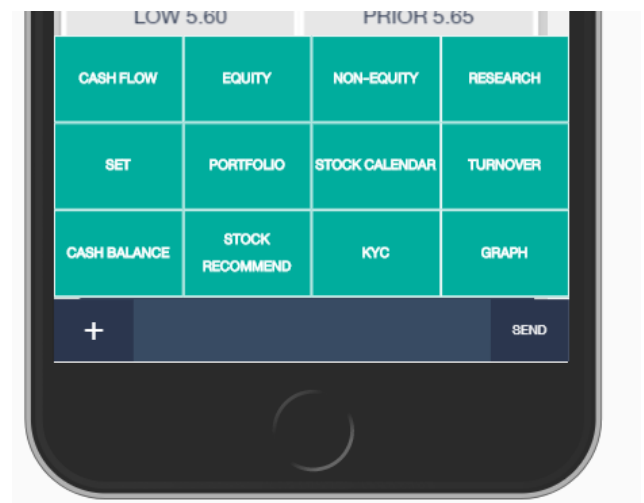 LOW 5.60 PRIOR 5.65
CASH FLOW EQUITY NON-EQUITY RESEARCH
SET PORTFOLIO STOCK CALENDAR TURNOVER
CASH BALANCE STOCK RECOMMEND KYC GRAPH
+ SEND